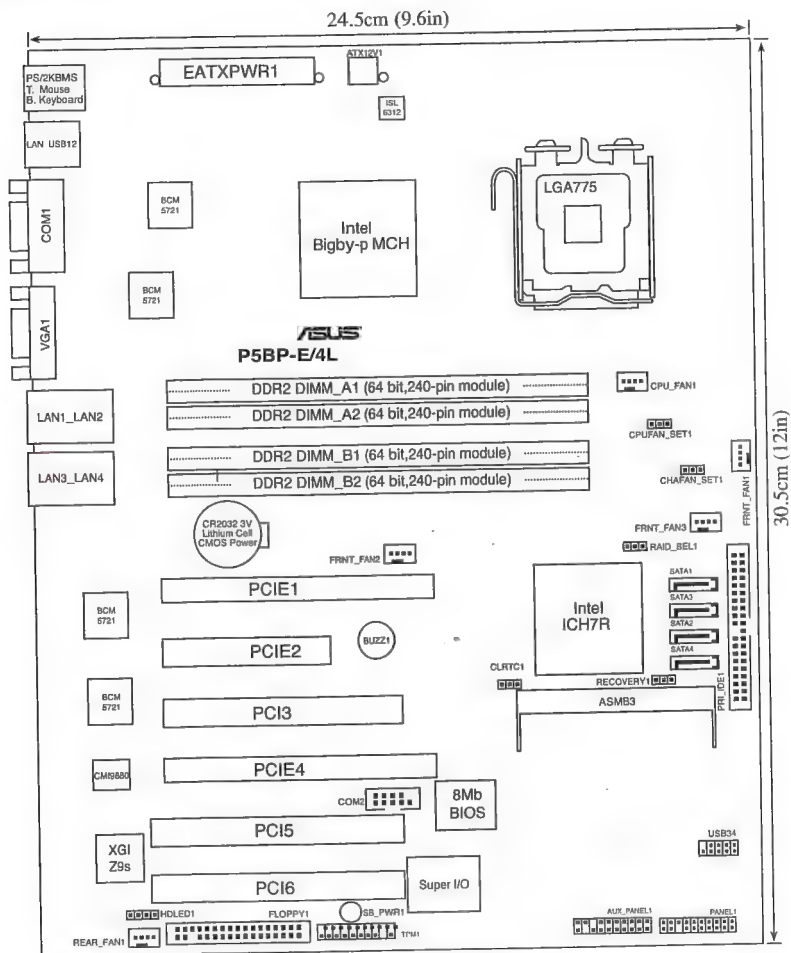 24.5cm (9.6in)
PS/2KBMS
T. Mouse
B. Keyboard
EATXPWR1
ATX12V1
ISL
6312
LAN USB12
COM1
BCM
5721
Intel
Bigby-p MCH
LGA775
BCM
5721
VGA1
ASUS
P5BP-E/4L
LAN1_LAN2
DDR2 DIMM_A1 (64 bit,240-pin module)
DDR2 DIMM_A2 (64 bit,240-pin module)
CPU_FAN1
CPUFAN_SET1
LAN3_LAN4
DDR2 DIMM_B1 (64 bit,240-pin module)
DDR2 DIMM_B2 (64 bit,240-pin module)
CHAFAN_SET1
FRNT_FAN1
30.5cm (12in)
CR2032 3V
Lithium Cell
CMOS Power
FRNT_FAN2
FRNT_FAN3
RAID_SEL1
PCIE1
BCM
5721
PCIE2
BUZZ1
Intel
ICH7R
SATA1
SATA3
SATA2
SATA4
CLRTC1
RECOVERY1
PRI_IDE1
BCM
5721
PCI3
ASMB3
PCIE4
CMI9880
COM2
8Mb
BIOS
PCI5
XGI
Z9s
USB34
PCI6
Super I/O
HDLED1
FLOPPY1
SB_PWR1
TPM1
AUX_PANEL1
PANEL1
REAR_FAN1